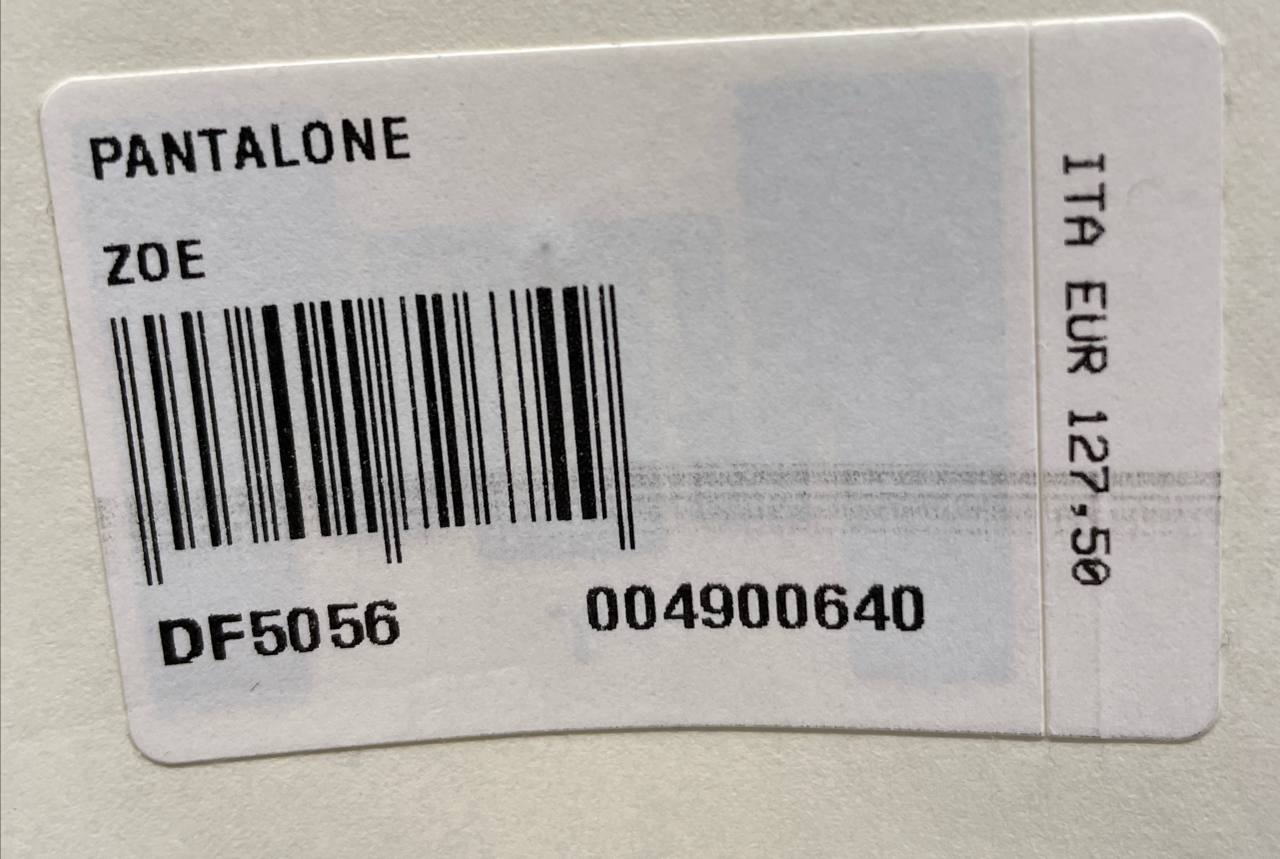 PANTALONE
ZOE
DF5056 004900640
ITA EUR 127,50